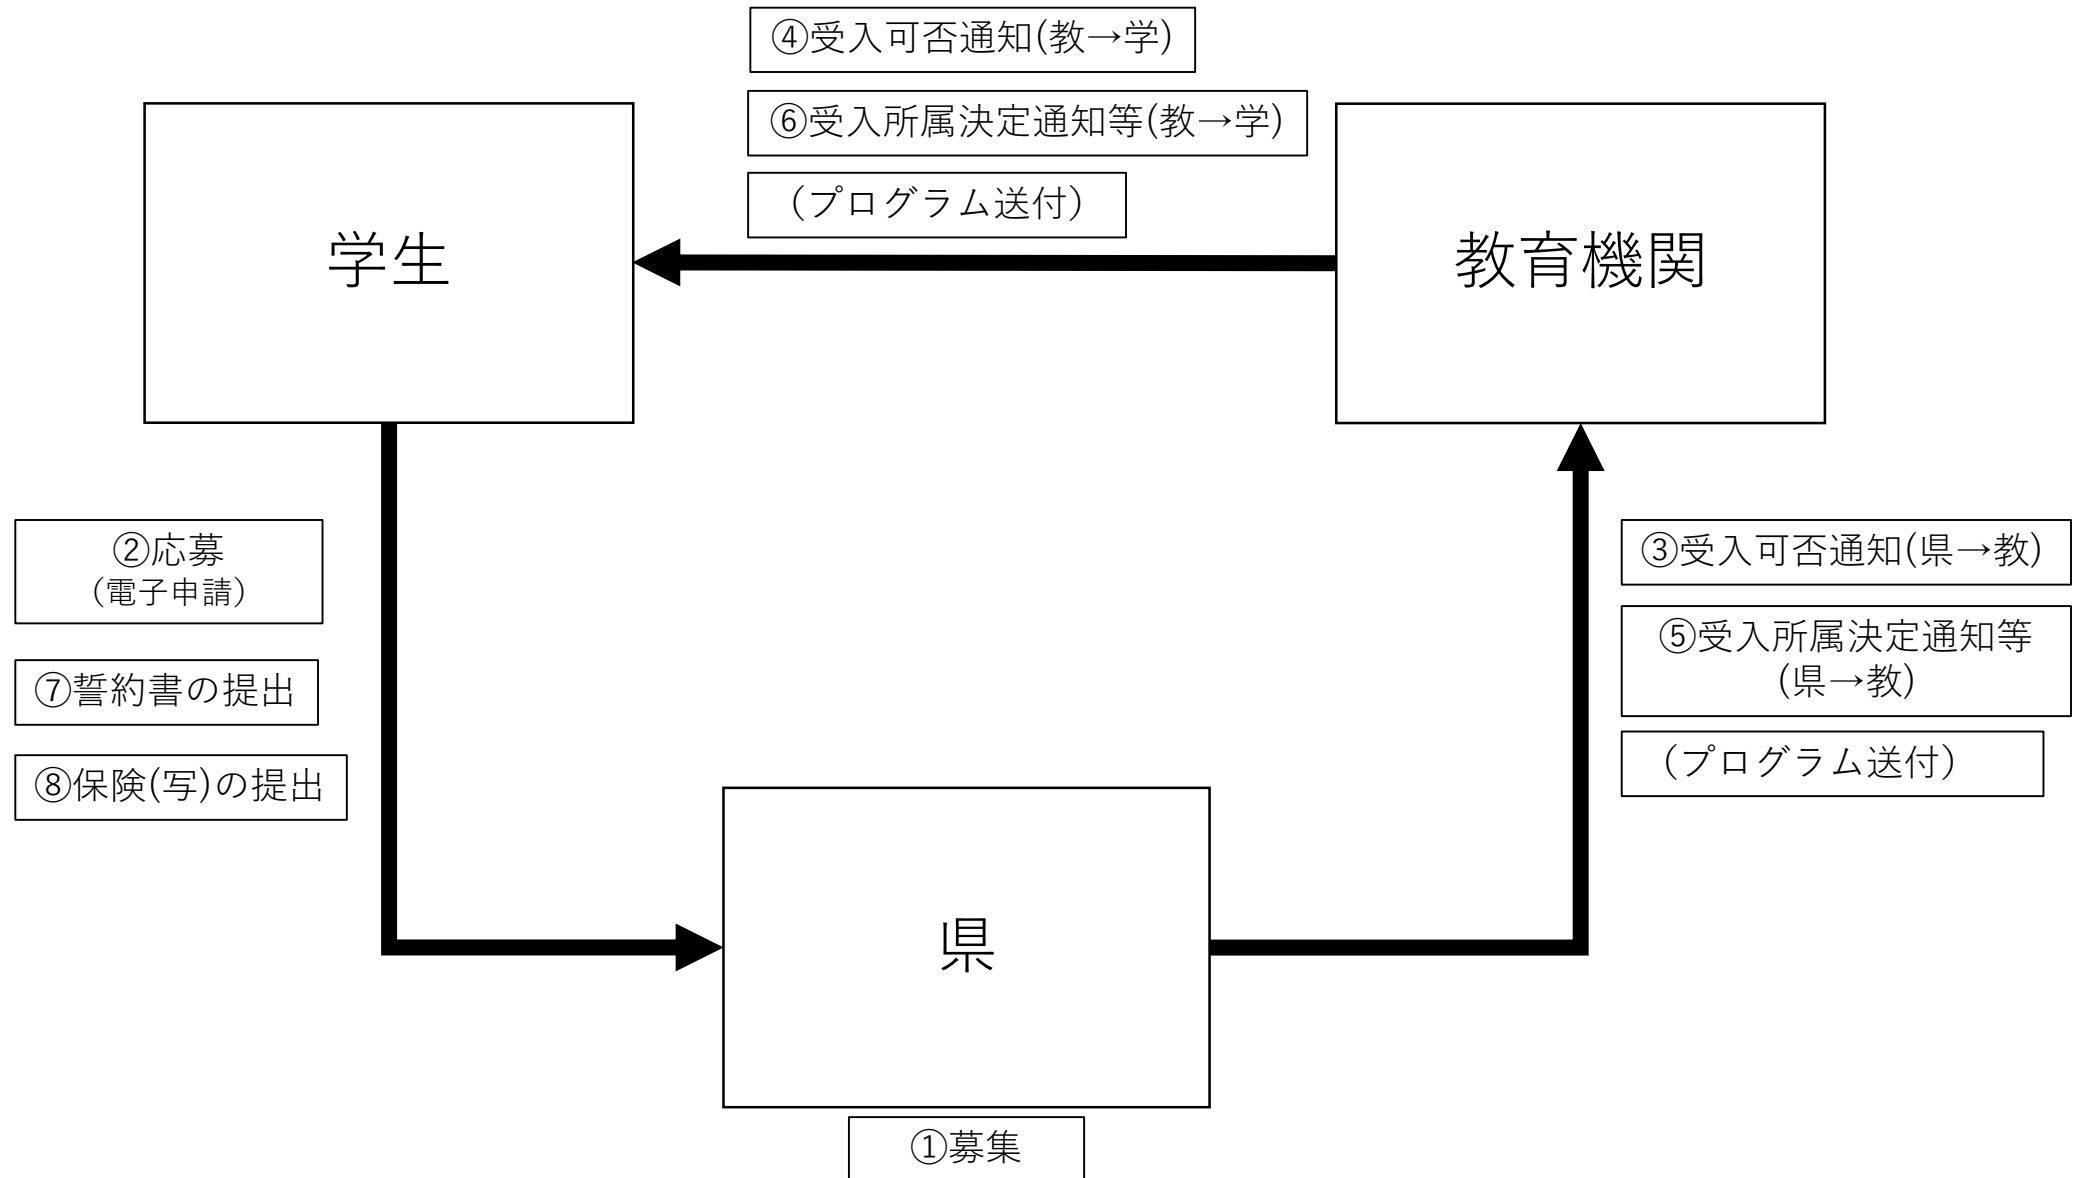 ④受入可否通知(教→学)
⑥受入所属決定通知等(教→学)
（プログラム送付）
学生
教育機関
②応募
（電子申請）
⑦誓約書の提出
⑧保険(写)の提出
③受入可否通知(県→教)
⑤受入所属決定通知等
(県→教)
（プログラム送付）
県
①募集